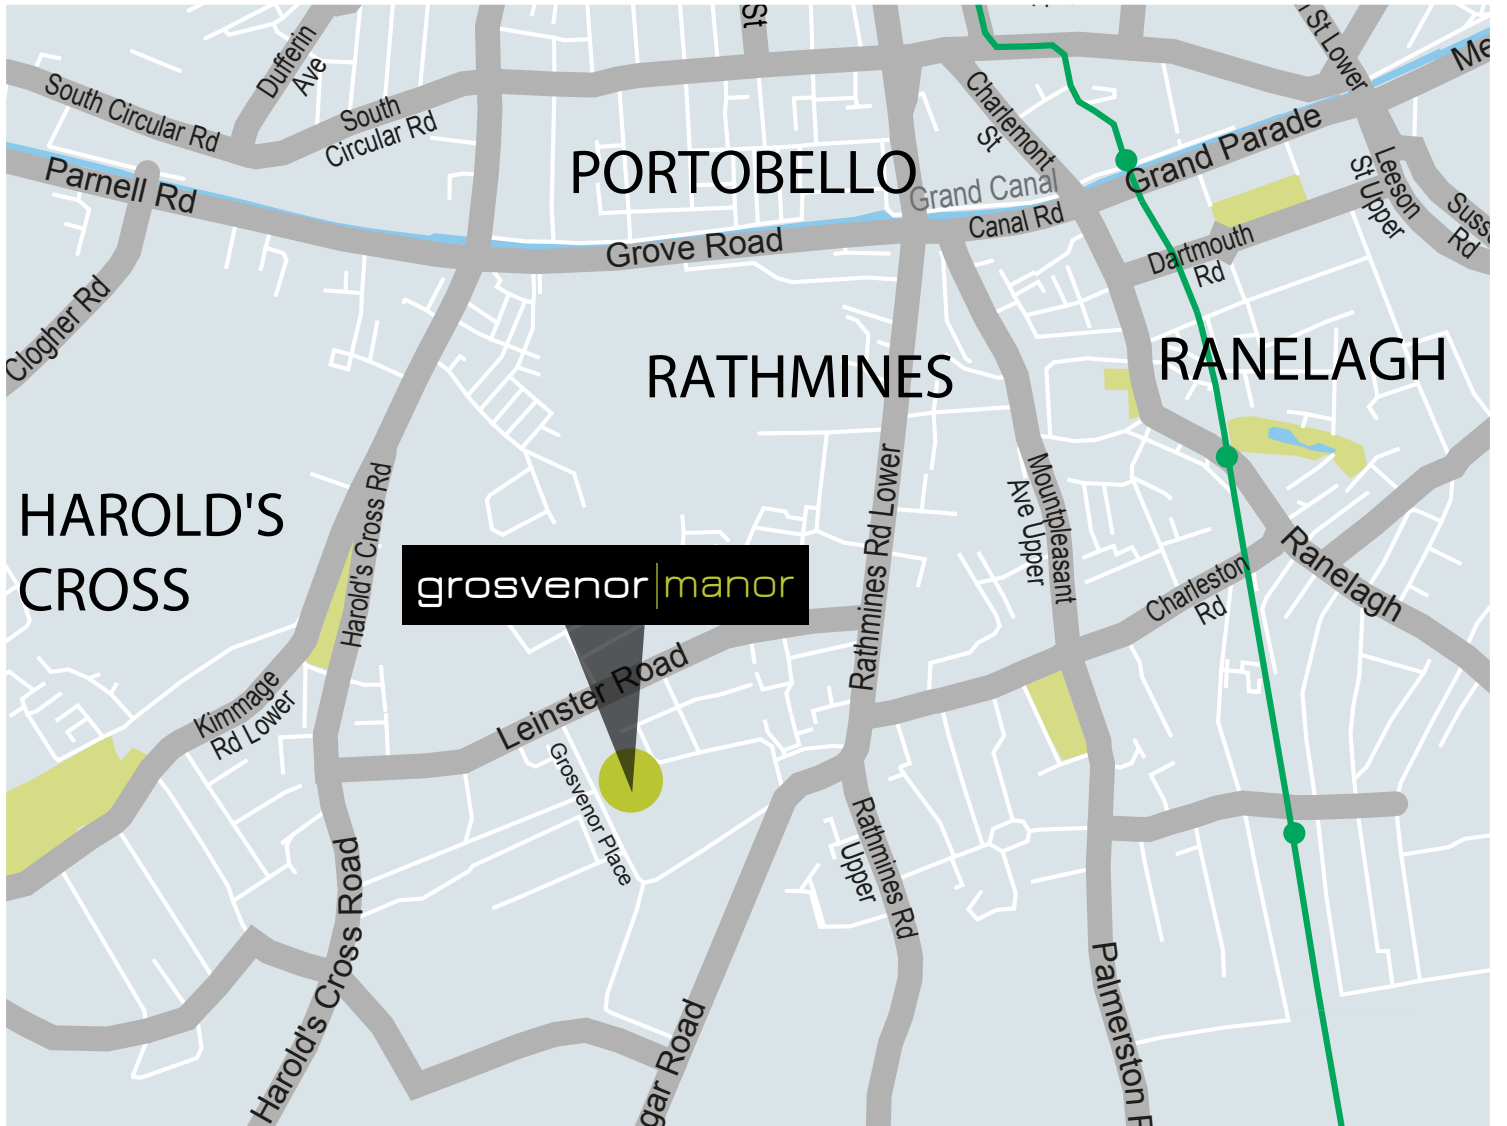 St
St Lower
Dufferin
Ave
South Circular Rd
South
Circular Rd
Charlemont
St
Grand Parade
Parnell Rd
PORTOBELLO
Grand Canal
Canal Rd
Grove Road
Leeson
St Upper
Rd
Dartmouth
Rd
Clogher Rd
RATHMINES
RANELAGH
HAROLD'S
CROSS
Harold's Cross Rd
Rathmines Rd Lower
Mountpleasant
Ave Upper
grosvenor manor
Ranelagh
Charleston
Rd
Kimmage
Rd Lower
Leinster Road
Grosvenor Place
Rathmines Rd
Upper
Harold's Cross Road
Road
Palmerston